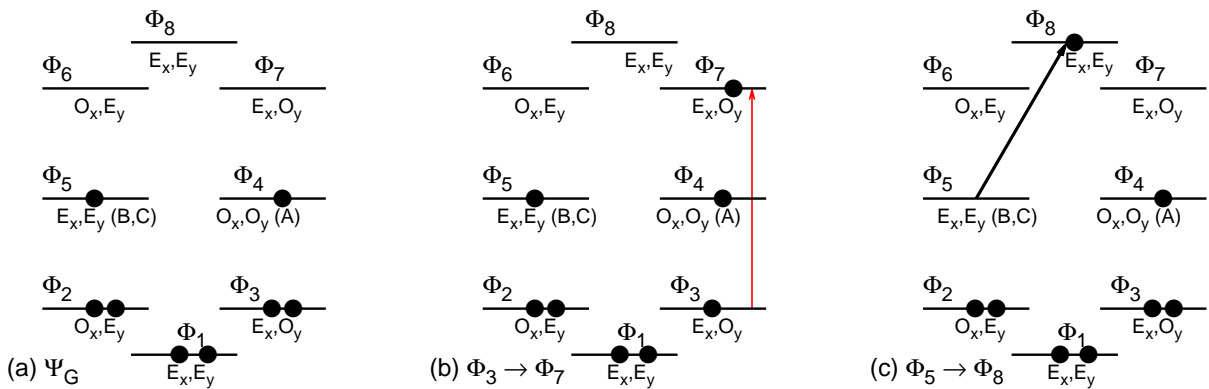 Φ8
Ex,Ey
Φ6
Φ7
Ox,Ey
Ex,Oy
Φ5
Φ4
Ex,Ey (B,C)
Ox,Oy (A)
Φ2
Φ3
Ox,Ey
Ex,Oy
Φ1
Ex,Ey
(a) ΨG
Φ8
Ex,Ey
Φ6
Φ7
Ox,Ey
Ex,Oy
Φ5
Φ4
Ex,Ey (B,C)
Ox,Oy (A)
Φ2
Φ3
Ox,Ey
Ex,Oy
Φ1
Ex,Ey
(b) Φ3 → Φ7
Φ8
Ex,Ey
Φ6
Φ7
Ox,Ey
Ex,Oy
Φ5
Φ4
Ex,Ey (B,C)
Ox,Oy (A)
Φ2
Φ3
Ox,Ey
Ex,Oy
Φ1
Ex,Ey
(c) Φ5 → Φ8